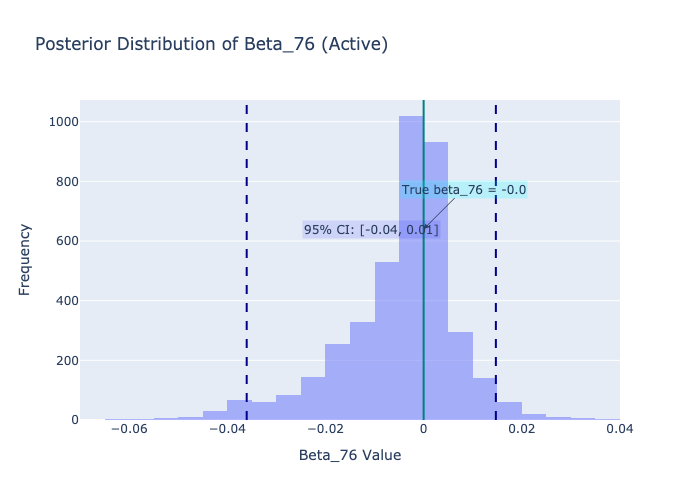 Posterior Distribution of Beta_76 (Active)
1000
800
600
400
200
0
Frequency
True beta_76 = -0.0
95% CI: [-0.04, 0.01]
−0.06
−0.04
−0.02
0
0.02
0.04
Beta_76 Value